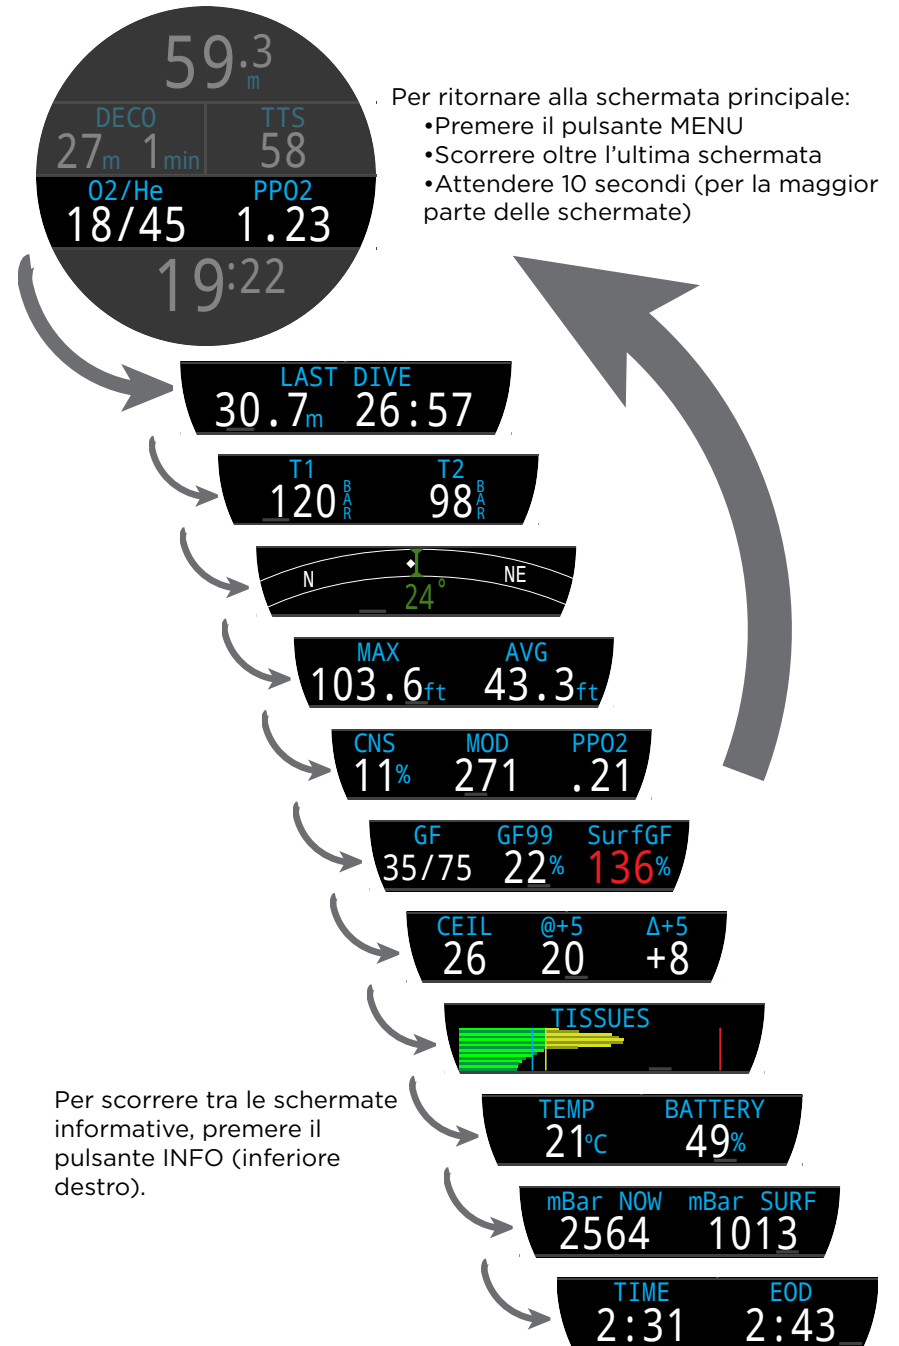 59.3
m
DECO TTS
27m 1min 58
O2/He PPO2
18/45 1.23
19:22
Per ritornare alla schermata principale:
•Premere il pulsante MENU
•Scorrere oltre l’ultima schermata
•Attendere 10 secondi (per la maggior
parte delle schermate)
LAST DIVE
30.7m 26:57
T1 T2
120 BAR 98 BAR
N NE
24°
MAX AVG
103.6ft 43.3ft
CNS MOD PPO2
11% 271 .21
GF GF99 SurfGF
35/75 22% 136%
CEIL @+5 Δ+5
26 20 +8
TISSUES
Per scorrere tra le schermate
informative, premere il
pulsante INFO (inferiore
destro).
TEMP BATTERY
21°C 49%
mBar NOW mBar SURF
2564 1013
TIME EOD
2:31 2:43